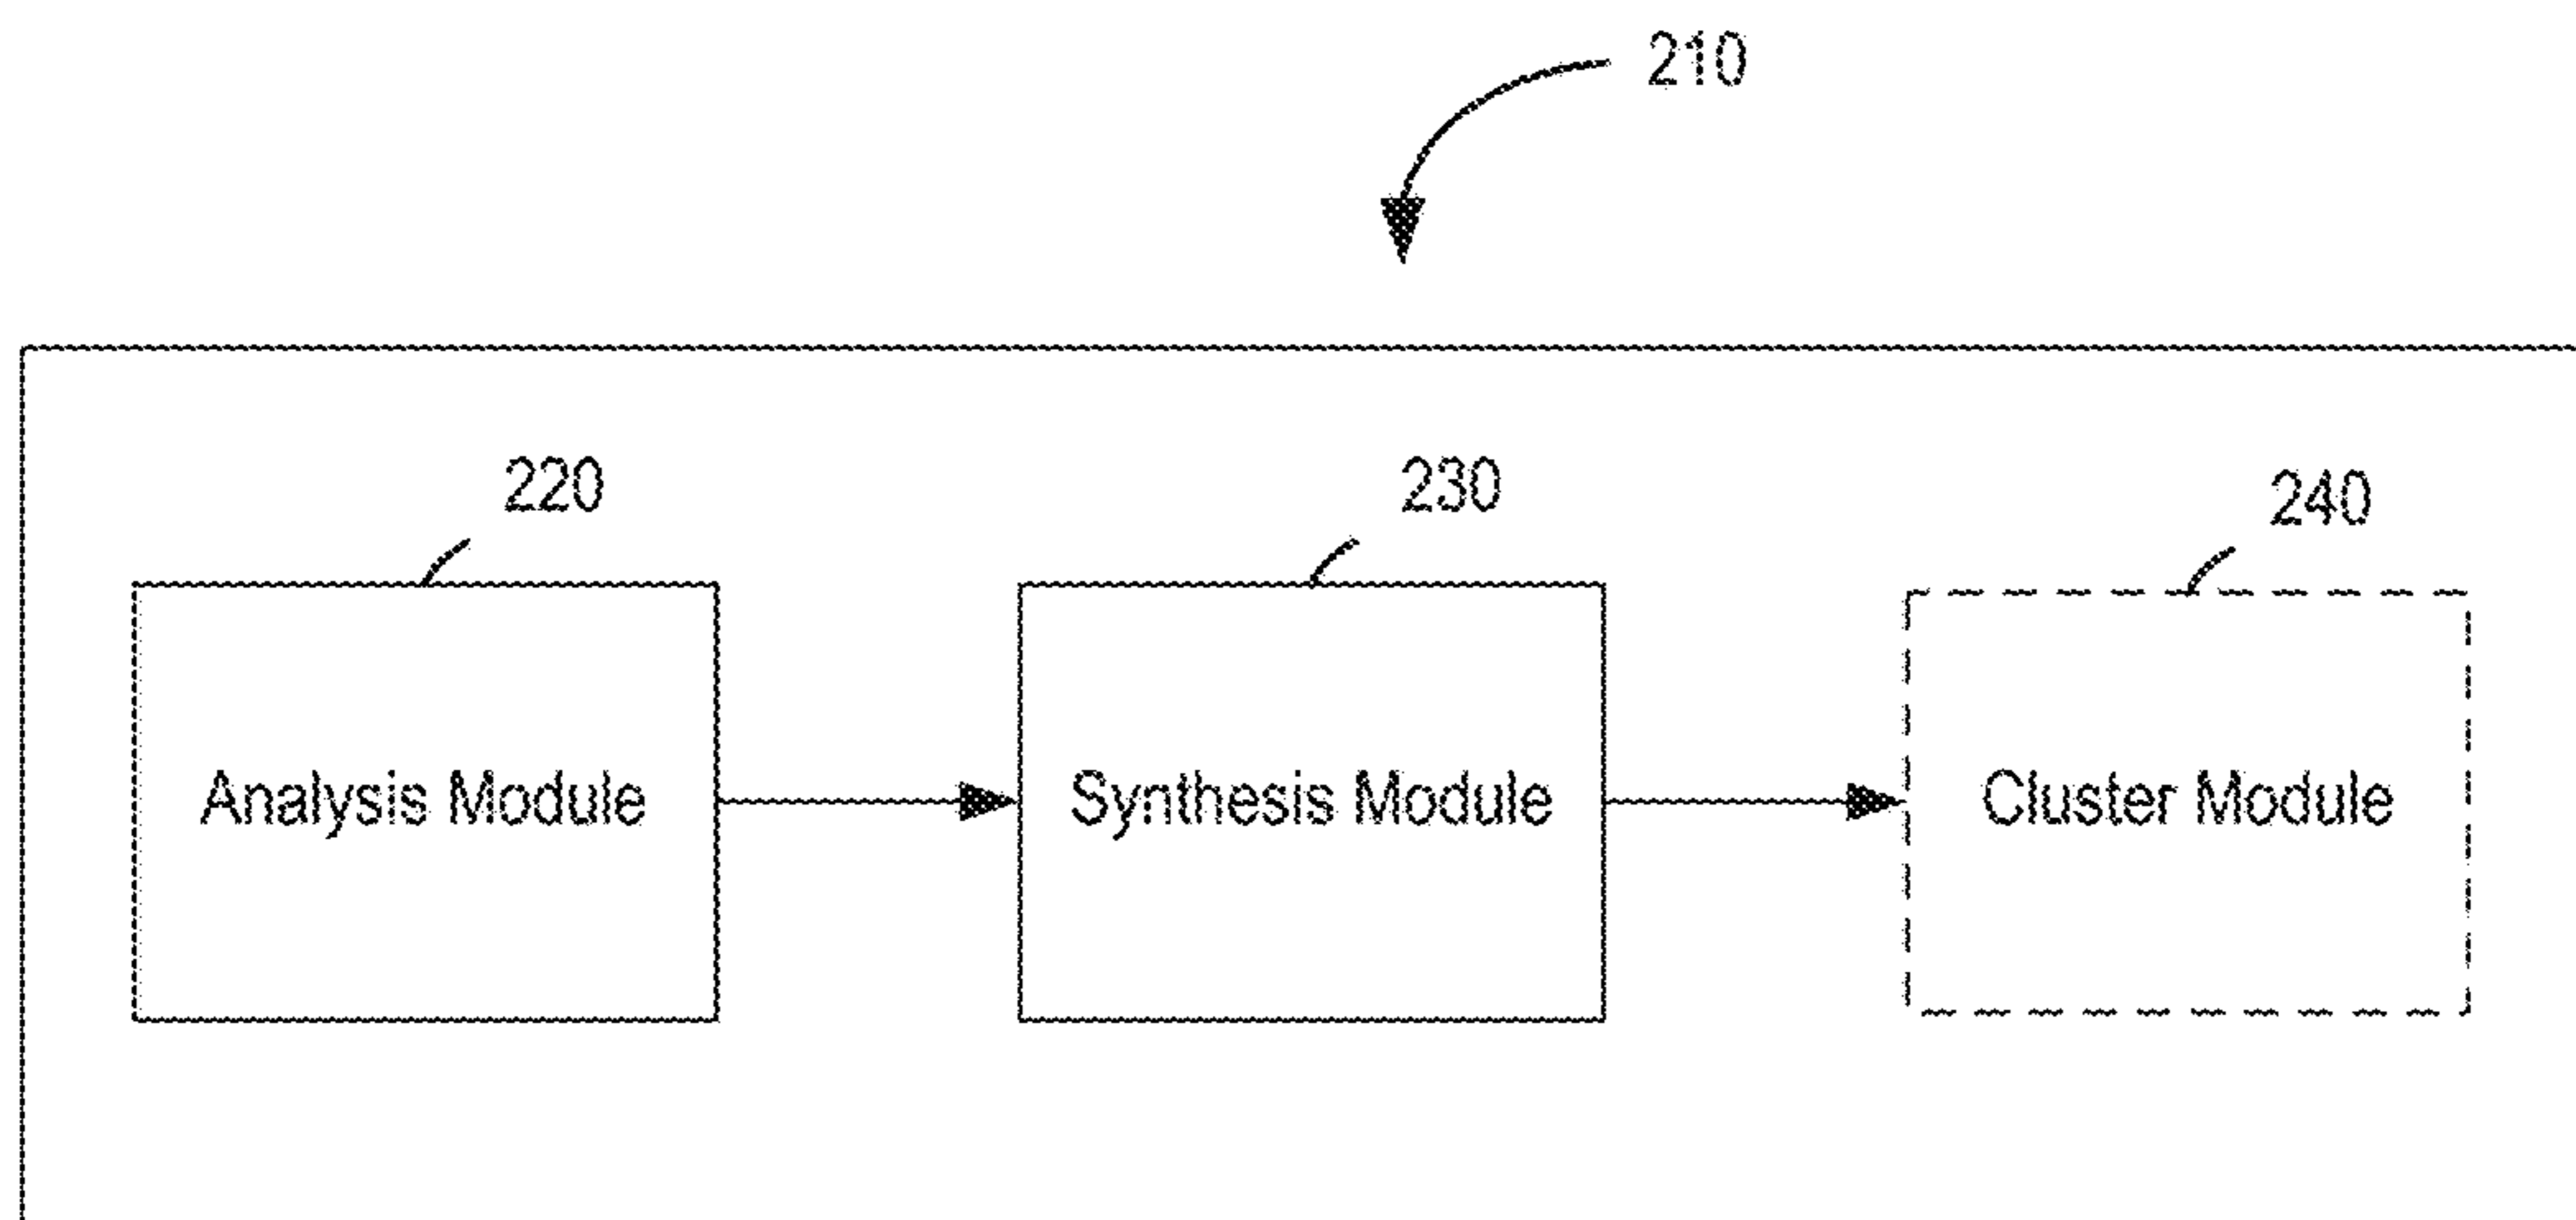 210
220
230
240
Analysis Module
Synthesis Module
Cluster Module